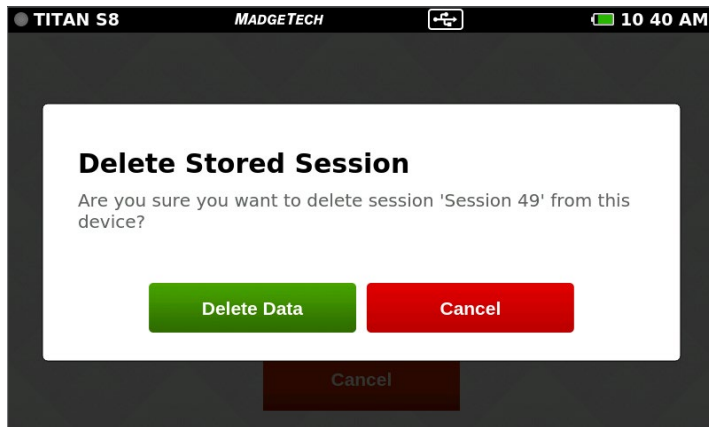 TITAN S8 MADGETECH 10 40 AM
Delete Stored Session
Are you sure you want to delete session 'Session 49' from this
device?
Delete Data Cancel
Cancel